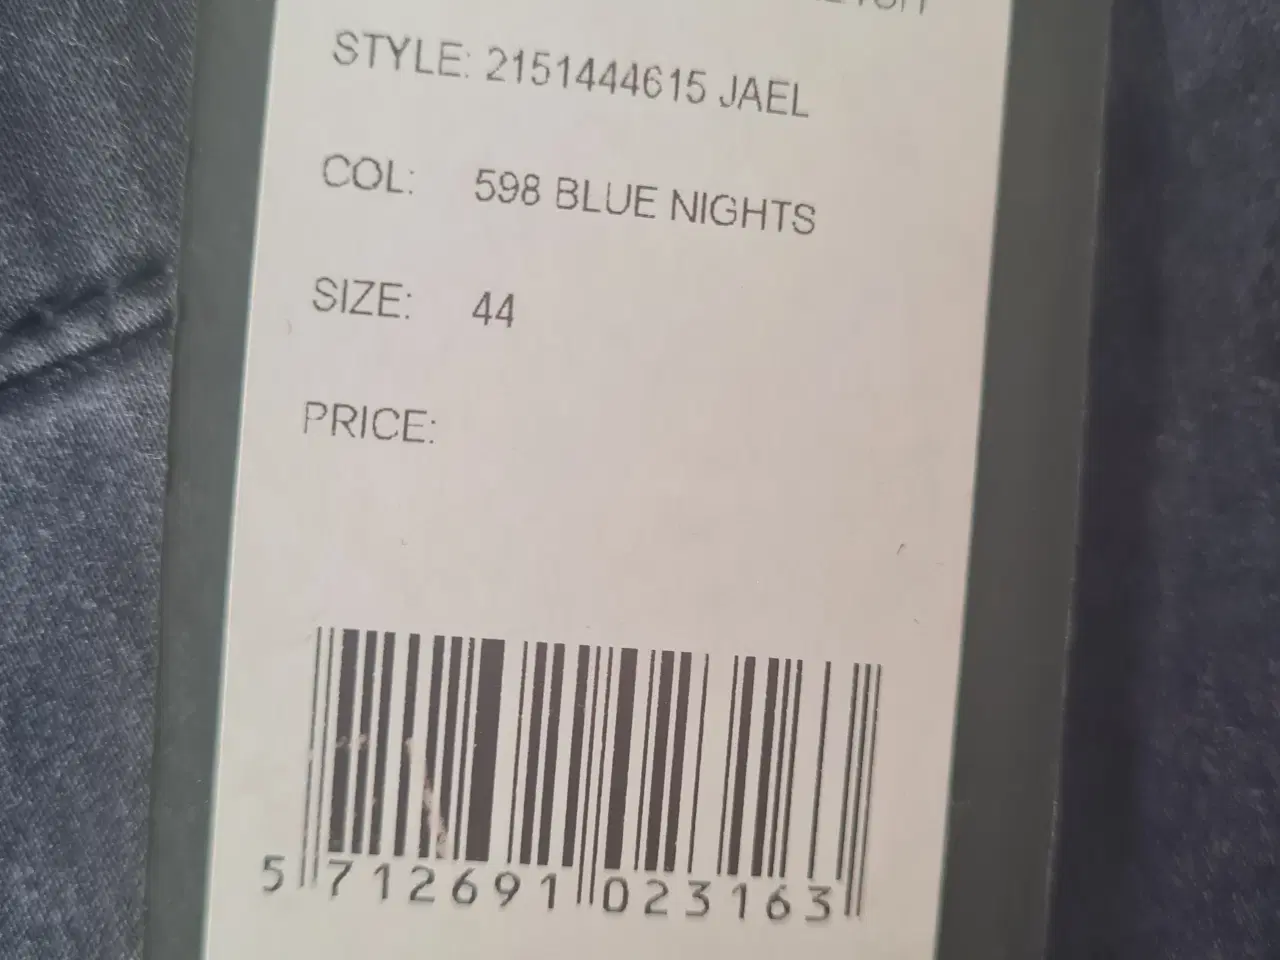 STYLE: 2151444615 JAEL
COL: 598 BLUE NIGHTS
SIZE: 44
PRICE:
5 712691 023163